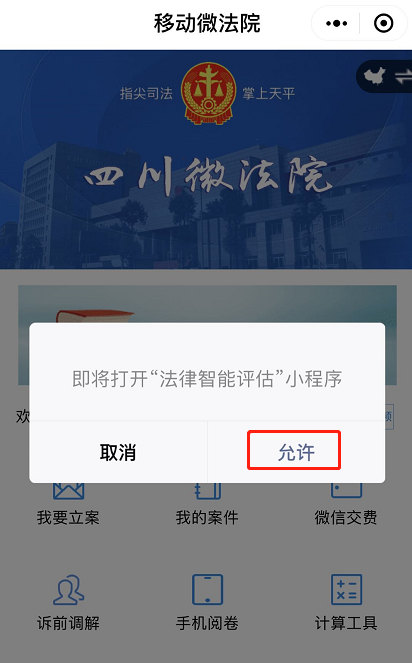 移动微法院
指尖司法 掌上天平
四川微法院
即将打开“法律智能评估”小程序
欢
取消 允许
我要立案 我的案件 微信交费
诉前调解 手机阅卷 计算工具